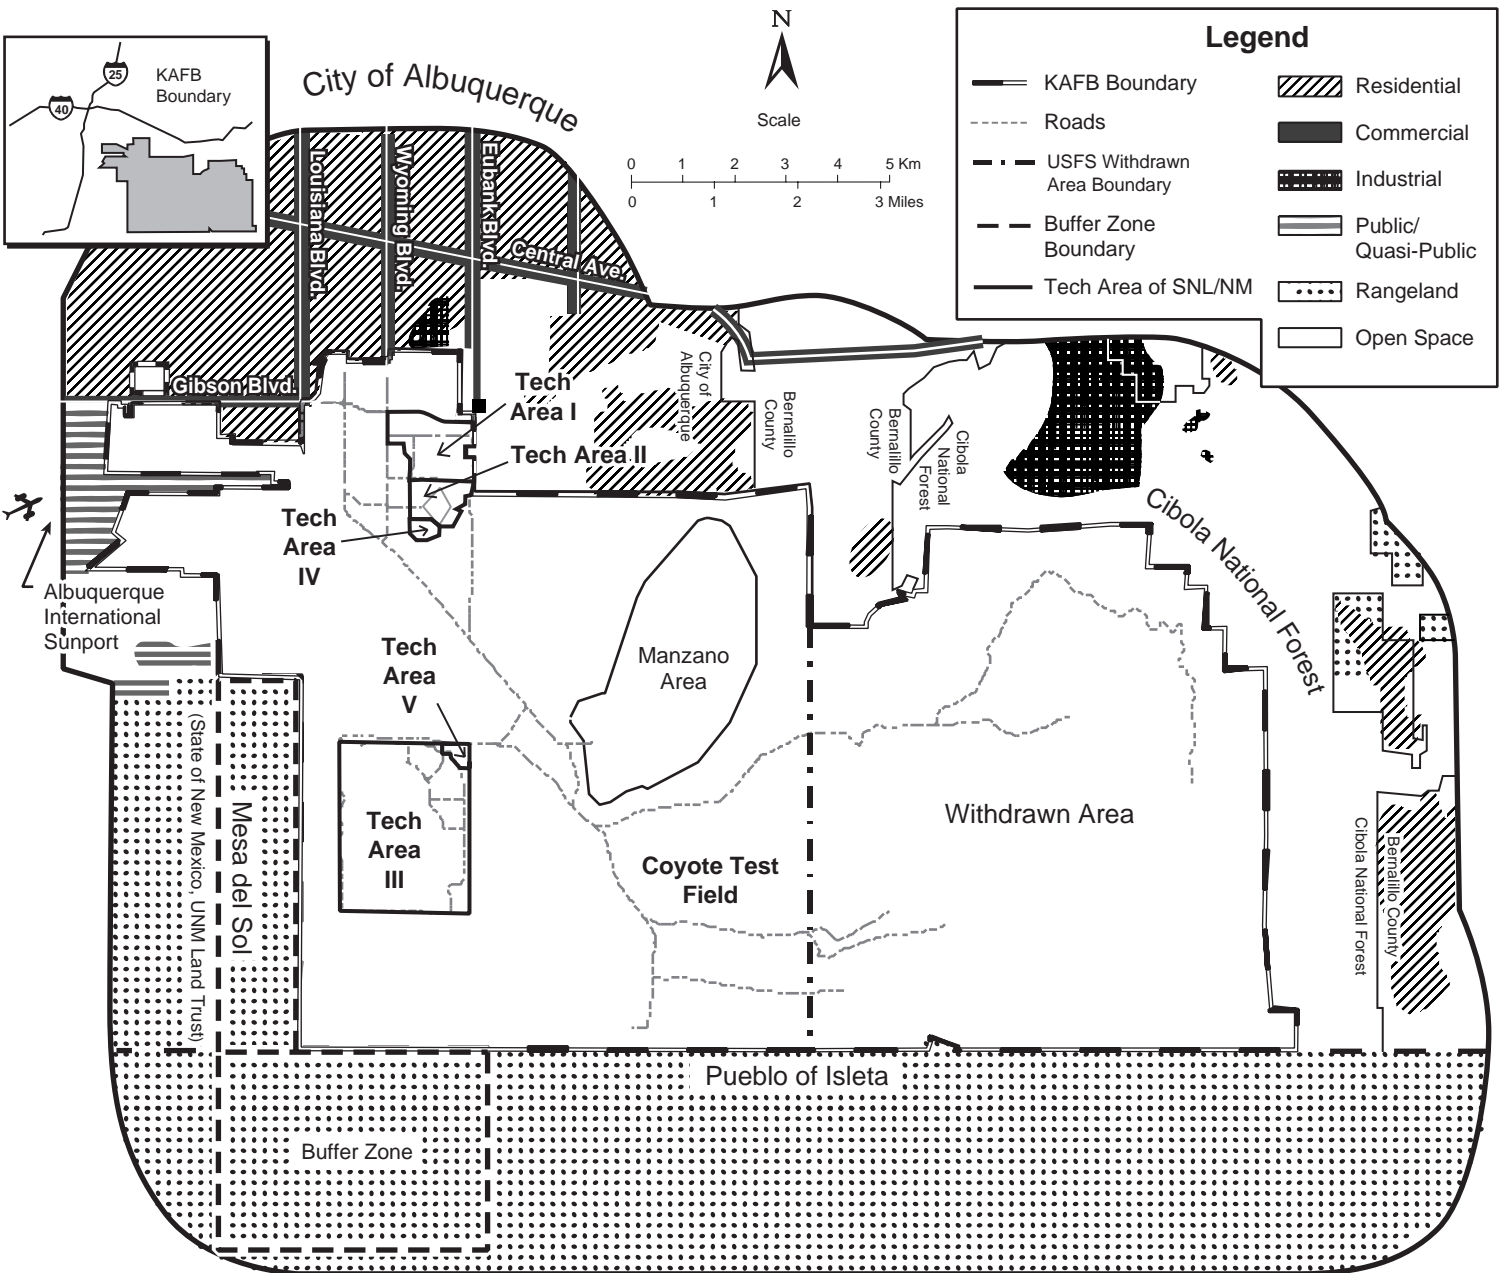 N
Scale
0 1 2 3 4 5 Km
0 1 2 3 Miles
Legend
KAFB Boundary
Roads
USFS Withdrawn
Area Boundary
Buffer Zone
Boundary
Tech Area of SNL/NM
Residential
Commercial
Industrial
Public/
Quasi-Public
Rangeland
Open Space
25
40
KAFB
Boundary
City of Albuquerque
Louisiana Blvd.
Wyoming Blvd.
Eubank Blvd.
Central Ave.
Gibson Blvd.
Tech
Area I
Tech Area II
Tech
Area
IV
City of
Albuquerque
Bernalillo
County
Bernalillo
County
Cibola
National
Forest
Cibola National Forest
Albuquerque
International
Sunport
Tech
Area
V
Manzano
Area
Tech
Area
III
Coyote Test
Field
Withdrawn Area
Mesa del Sol
(State of New Mexico, UNM Land Trust)
Bernalillo County
Cibola National Forest
Pueblo of Isleta
Buffer Zone